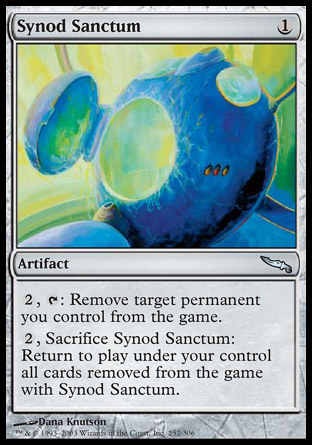 Synod Sanctum 1
Artifact
2, : Remove target permanent
you control from the game.
2, Sacrifice Synod Sanctum:
Return to play under your control
all cards removed from the game
with Synod Sanctum.
Dana Knutson
™ & © 1993–2003 Wizards of the Coast, Inc. 252/306